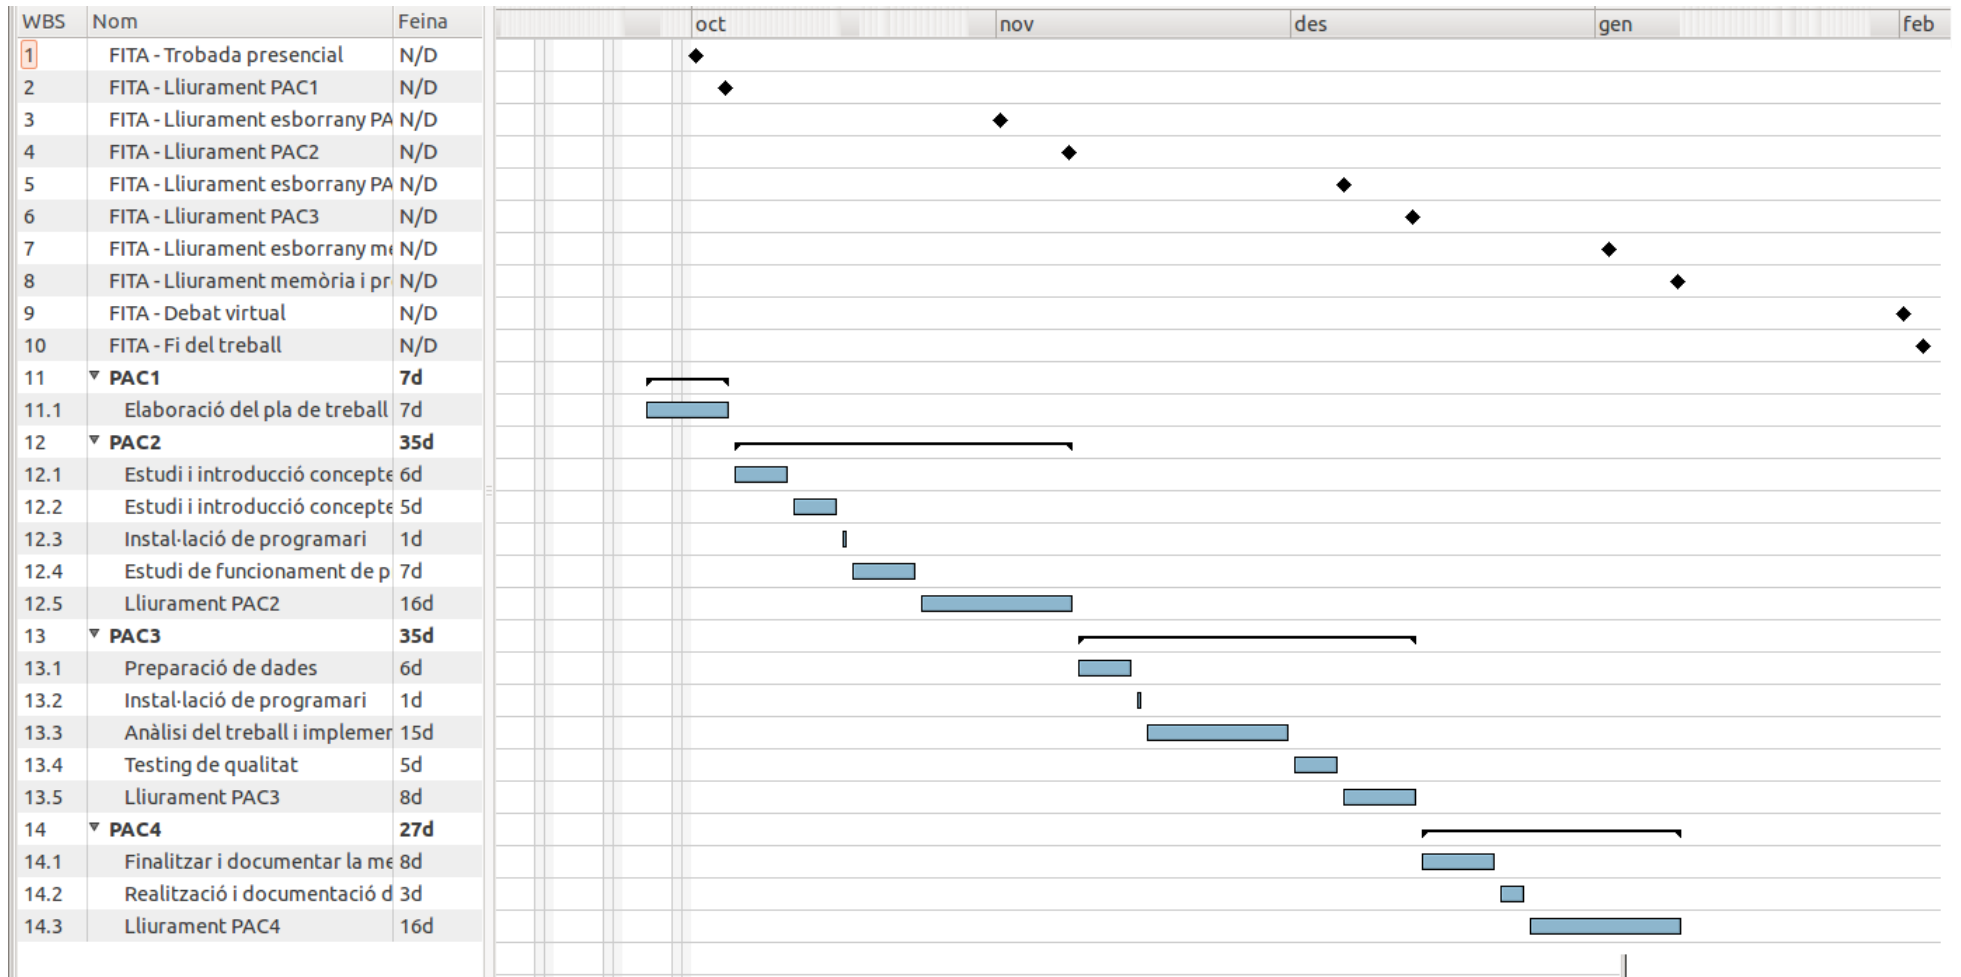 WBS Nom Feina oct nov des gen feb
1 FITA - Trobada presencial N/D
2 FITA - Lliurament PAC1 N/D
3 FITA - Lliurament esborrany PA N/D
4 FITA - Lliurament PAC2 N/D
5 FITA - Lliurament esborrany PA N/D
6 FITA - Lliurament PAC3 N/D
7 FITA - Lliurament esborrany me N/D
8 FITA - Lliurament memòria i pr N/D
9 FITA - Debat virtual N/D
10 FITA - Fi del treball N/D
11 PAC1 7d
11.1 Elaboració del pla de treball 7d
12 PAC2 35d
12.1 Estudi i introducció concepte 6d
12.2 Estudi i introducció concepte 5d
12.3 Instal·lació de programari 1d
12.4 Estudi de funcionament de p 7d
12.5 Lliurament PAC2 16d
13 PAC3 35d
13.1 Preparació de dades 6d
13.2 Instal·lació de programari 1d
13.3 Anàlisi del treball i implemer 15d
13.4 Testing de qualitat 5d
13.5 Lliurament PAC3 8d
14 PAC4 27d
14.1 Finalitzar i documentar la me 8d
14.2 Realització i documentació d 3d
14.3 Lliurament PAC4 16d